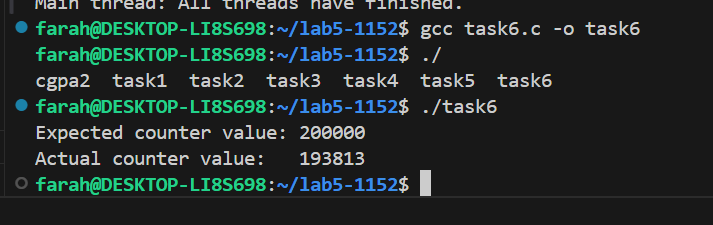 Main thread: All threads have finished.
farah@DESKTOP-LI8S698:~/lab5-1152$ gcc task6.c -o task6
farah@DESKTOP-LI8S698:~/lab5-1152$ ./
cgpa2  task1  task2  task3  task4  task5  task6
farah@DESKTOP-LI8S698:~/lab5-1152$ ./task6
Expected counter value: 200000
Actual counter value:   193813
farah@DESKTOP-LI8S698:~/lab5-1152$